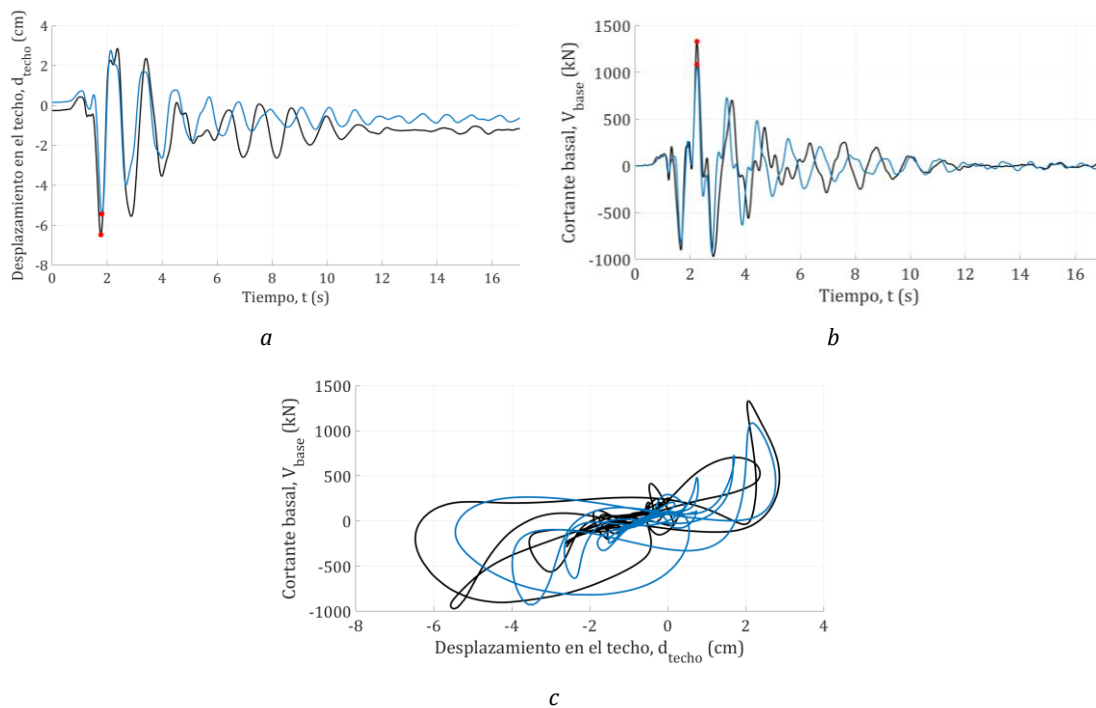 4
2
0
-2
-4
-6
-8
Desplazamiento en el techo, d_techo (cm)
0 2 4 6 8 10 12 14 16
Tiempo, t (s)
a
1500
1000
500
0
-500
-1000
Cortante basal, V_base (kN)
0 2 4 6 8 10 12 14 16
Tiempo, t (s)
b
1500
1000
500
0
-500
-1000
Cortante basal, V_base (kN)
-8 -6 -4 -2 0 2 4
Desplazamiento en el techo, d_techo (cm)
c